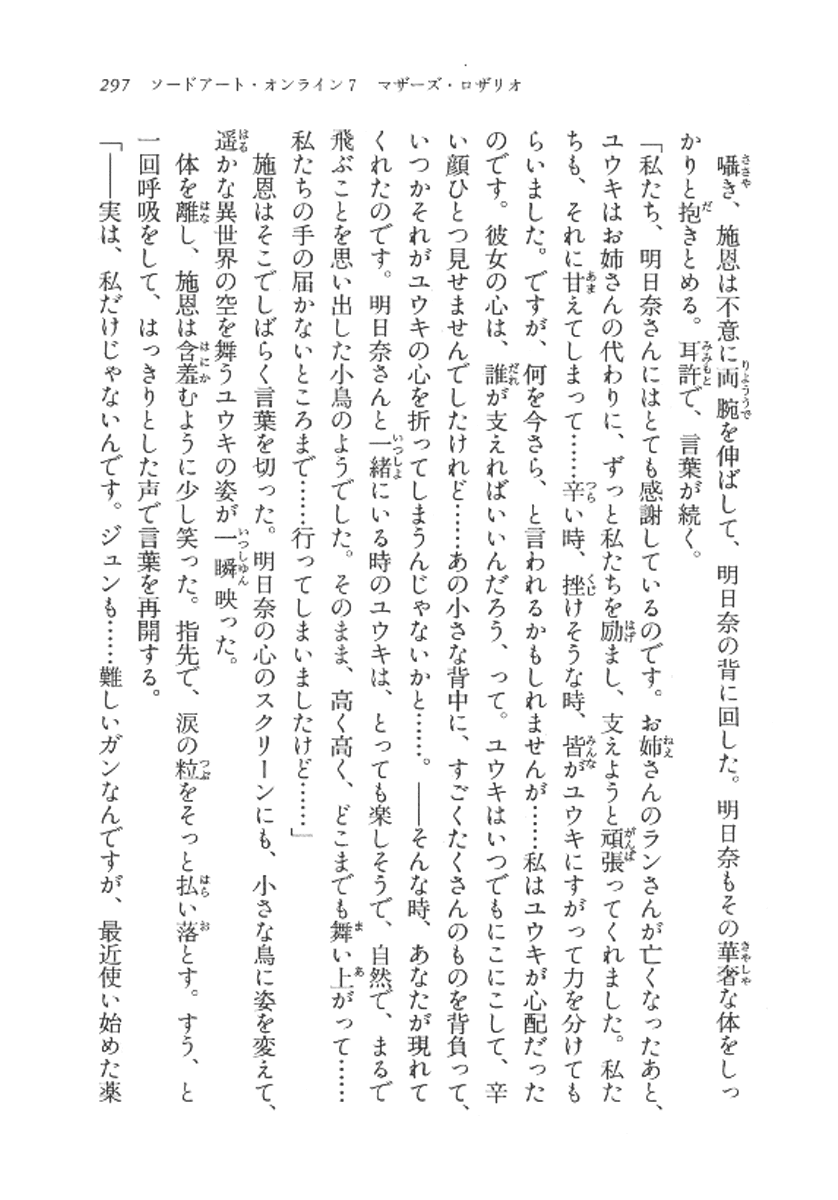 297　ソードアート・オンライン7　マザーズ・ロザリオ
囁き、施恩は不意に両腕を伸ばして、明日奈の背に回した。明日奈もその華奢な体をしっ
かりと抱きとめる。耳許で、言葉が続く。
「私たち、明日奈さんにはとても感謝しているのです。お姉さんのランさんが亡くなったあと、
ユウキはお姉さんの代わりに、ずっと私たちを励まし、支えようと頑張ってくれました。私た
ちも、それに甘えてしまって……辛い時、挫けそうな時、皆がユウキにすがって力を分けても
らいました。ですが、何を今さら、と言われるかもしれませんが……私はユウキが心配だった
のです。彼女の心は、誰が支えればいいんだろう、って。ユウキはいつでもにこにこして、辛
い顔ひとつ見せませんでしたけれど……あの小さな背中に、すごくたくさんのものを背負って、
いつかそれがユウキの心を折ってしまうんじゃないかと……。――そんな時、あなたが現れて
くれたのです。明日奈さんと一緒にいる時のユウキは、とっても楽しそうで、自然で、まるで
飛ぶことを思い出した小鳥のようでした。そのまま、高く高く、どこまでも舞い上がって……
私たちの手の届かないところまで……行ってしまいましたけど……」
施恩はそこでしばらく言葉を切った。明日奈の心のスクリーンにも、小さな鳥に姿を変えて、
遥かな異世界の空を舞うユウキの姿が一瞬映った。
体を離し、施恩は含羞むように少し笑った。指先で、涙の粒をそっと払い落とす。すう、と
一回呼吸をして、はっきりとした声で言葉を再開する。
「――実は、私だけじゃないんです。ジュンも……難しいガンなんですが、最近使い始めた薬